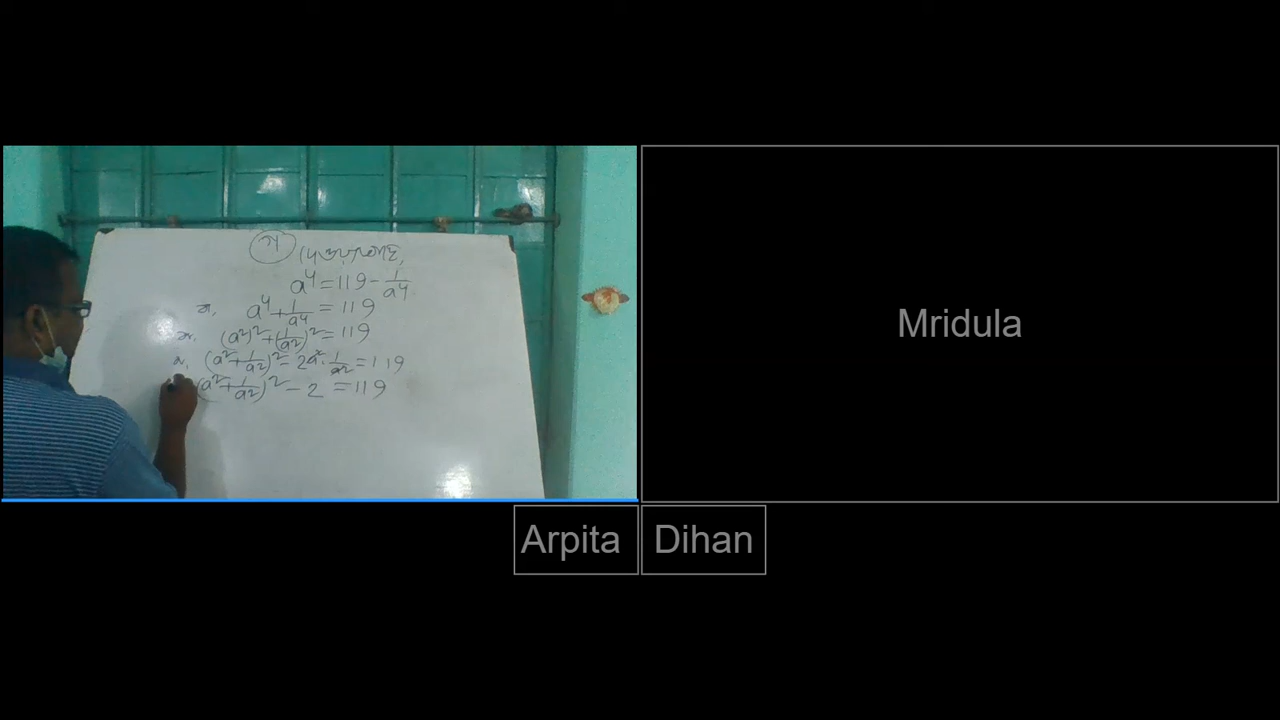 গ
দেওয়া আছে,
a⁴ = 119 - 1/a⁴
বা, a⁴ + 1/a⁴ = 119
বা, (a²)² + (1/a²)² = 119
বা, (a² + 1/a²)² - 2a² · 1/a² = 119
(a² + 1/a²)² - 2 = 119
Mridula
Arpita
Dihan